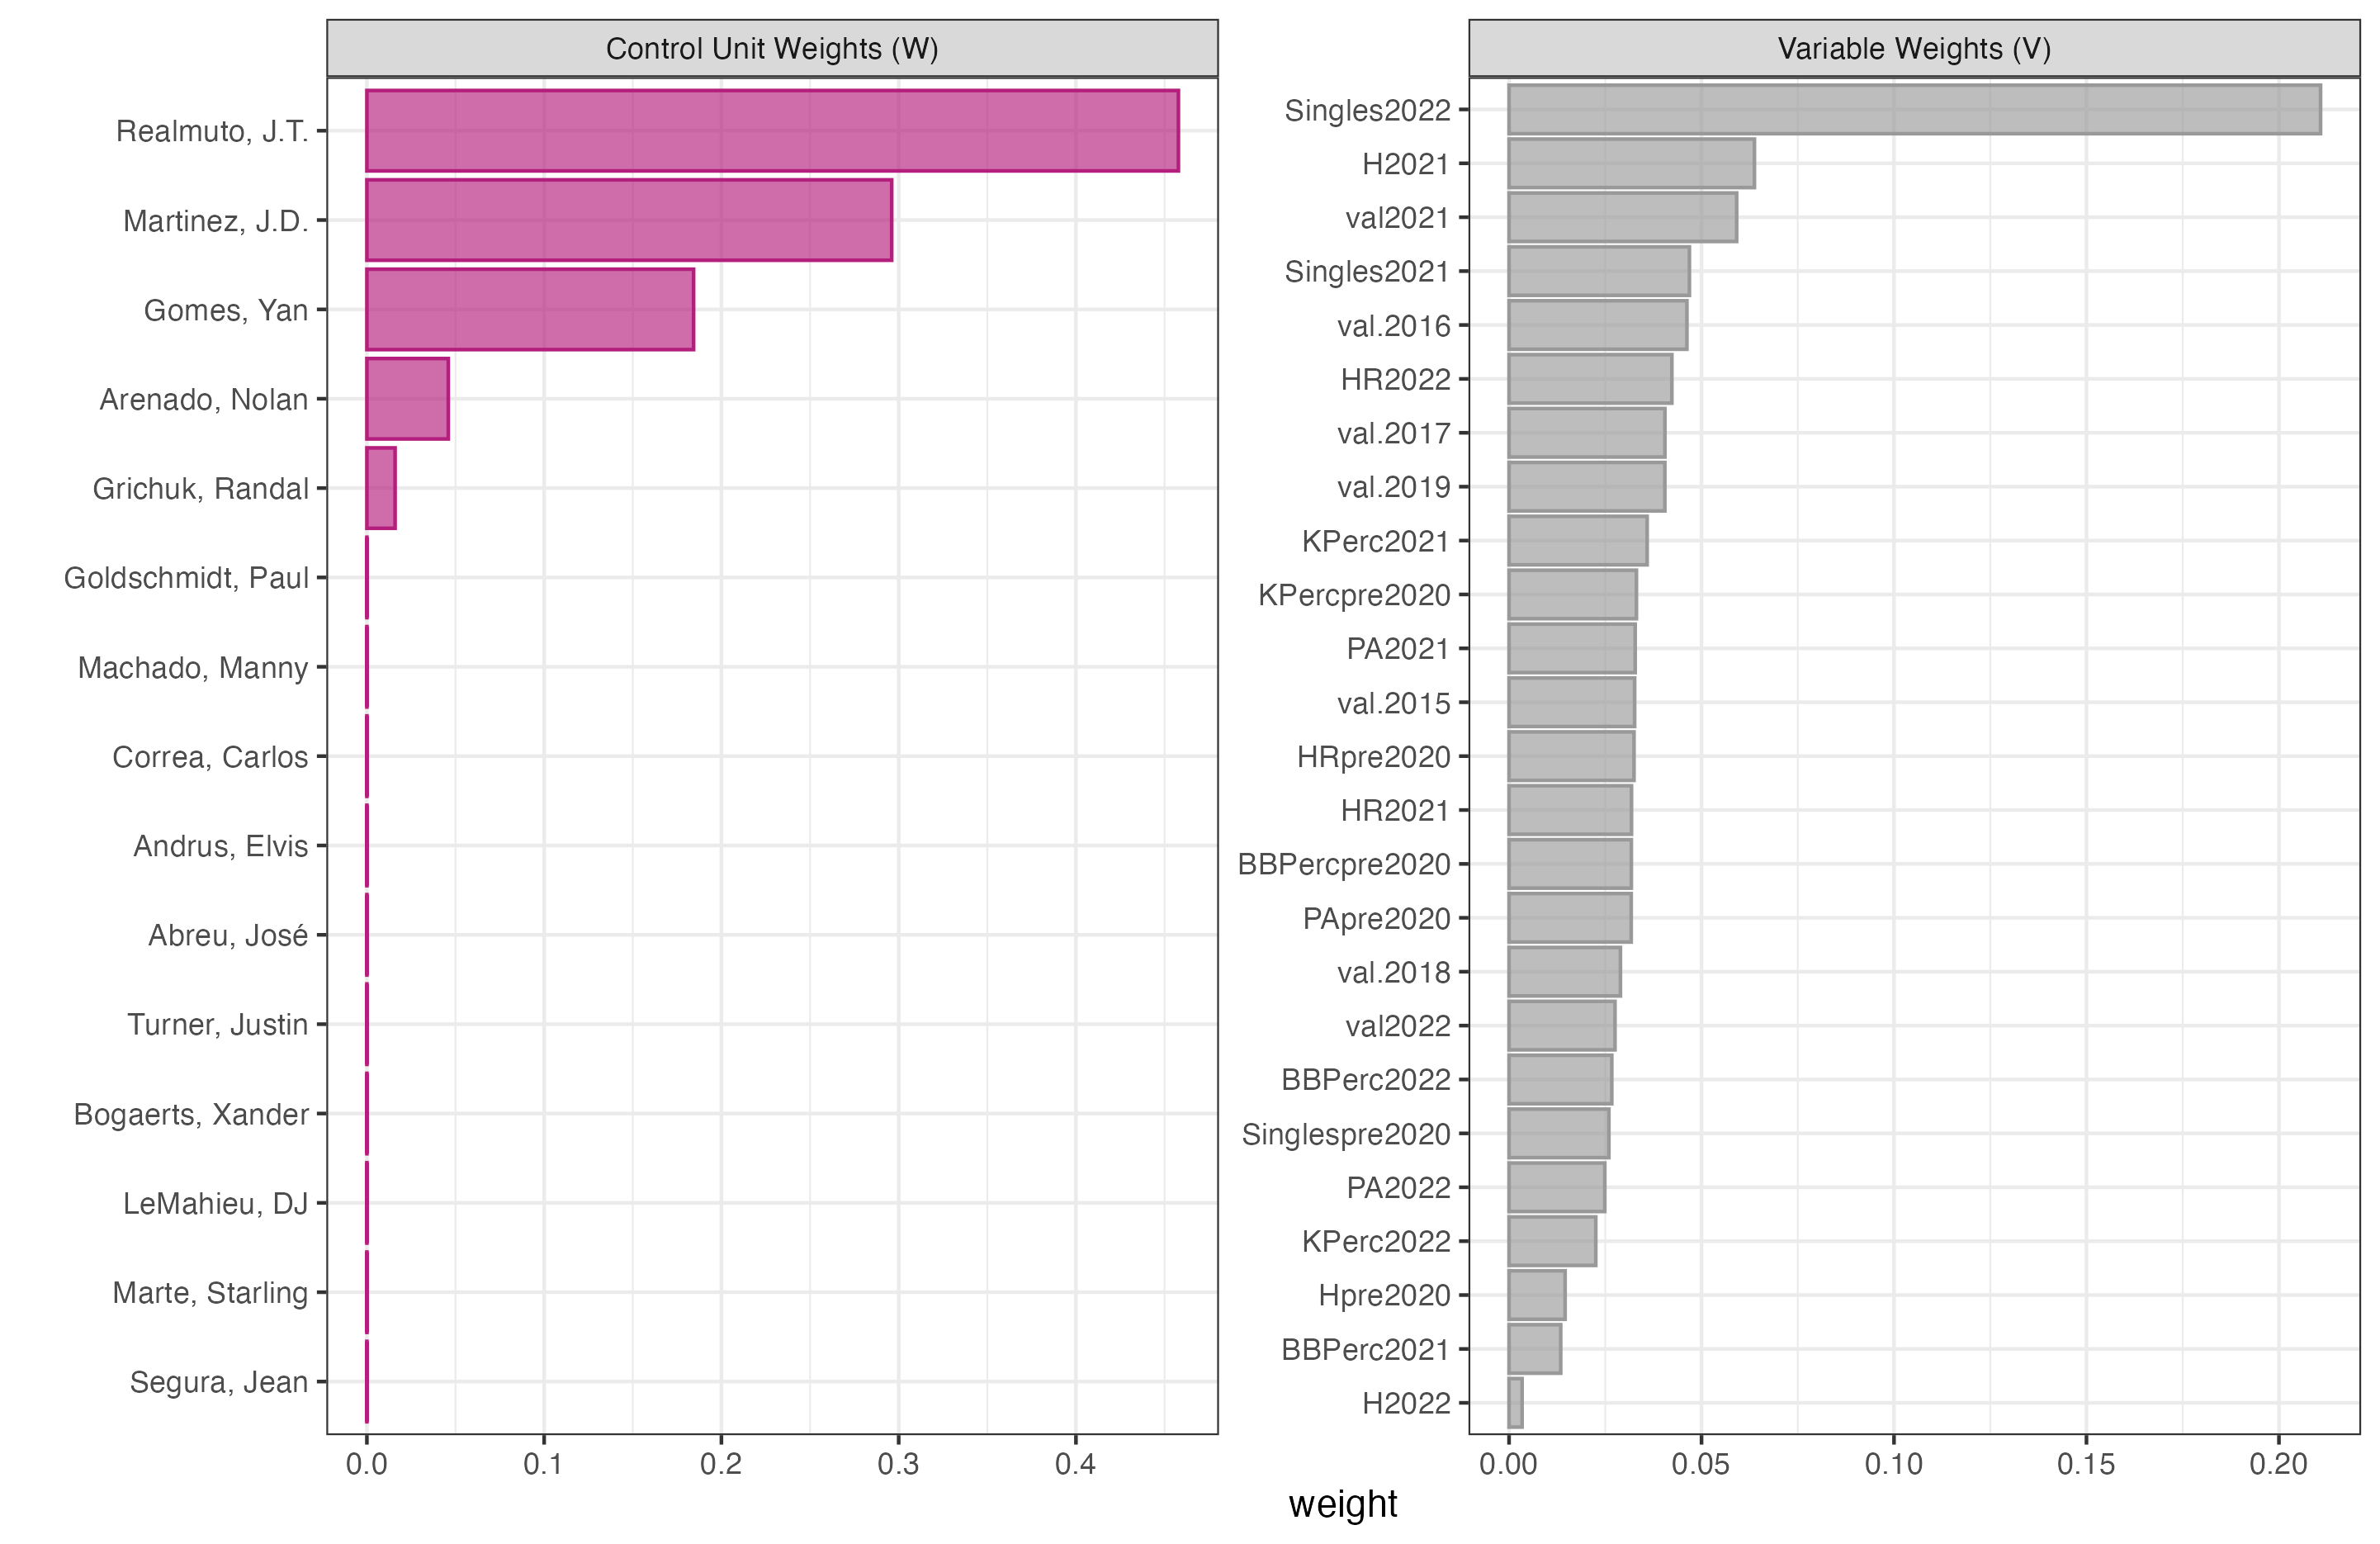 Control Unit Weights (W)
Realmuto, J.T.
Martinez, J.D.
Gomes, Yan
Arenado, Nolan
Grichuk, Randal
Goldschmidt, Paul
Machado, Manny
Correa, Carlos
Andrus, Elvis
Abreu, José
Turner, Justin
Bogaerts, Xander
LeMahieu, DJ
Marte, Starling
Segura, Jean
0.0 0.1 0.2 0.3 0.4
Variable Weights (V)
Singles2022
H2021
val2021
Singles2021
val.2016
HR2022
val.2017
val.2019
KPerc2021
KPercpre2020
PA2021
val.2015
HRpre2020
HR2021
BBPercpre2020
PApre2020
val.2018
val2022
BBPerc2022
Singlespre2020
PA2022
KPerc2022
Hpre2020
BBPerc2021
H2022
0.00 0.05 0.10 0.15 0.20
weight